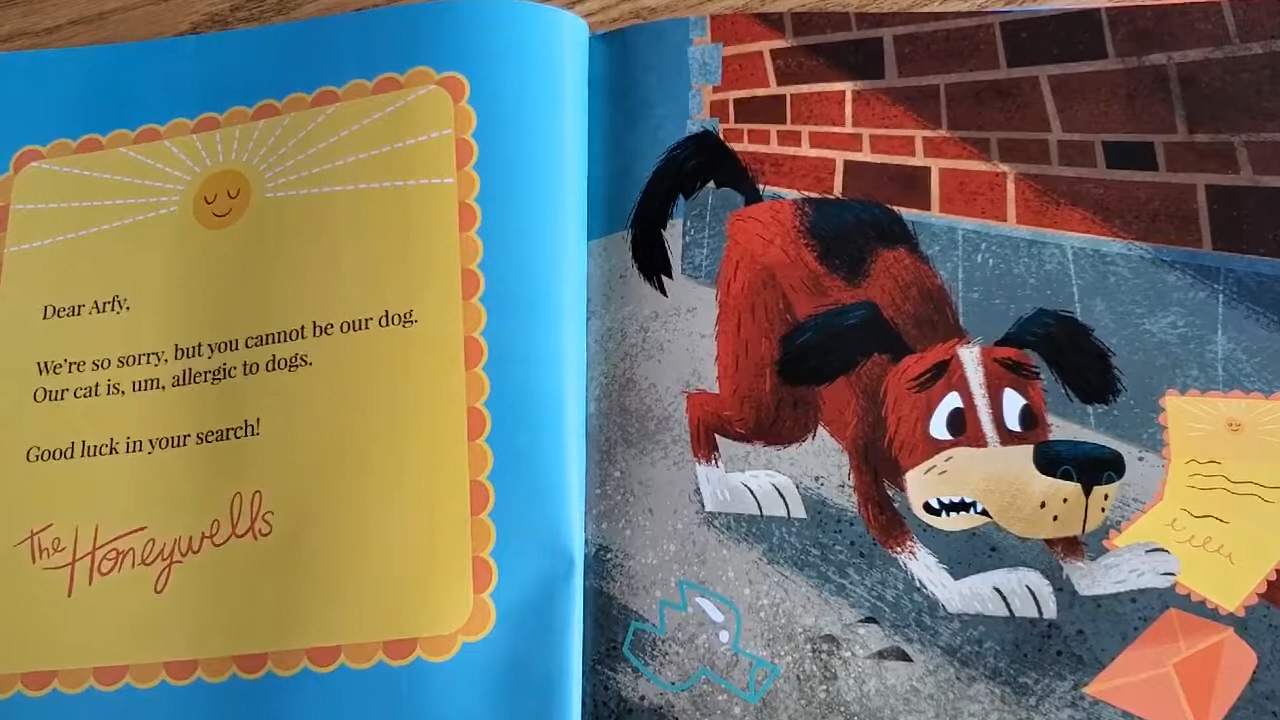 Dear Arfy,
We're so sorry, but you cannot be our dog.
Our cat is, um, allergic to dogs.
Good luck in your search!
The Honeywells